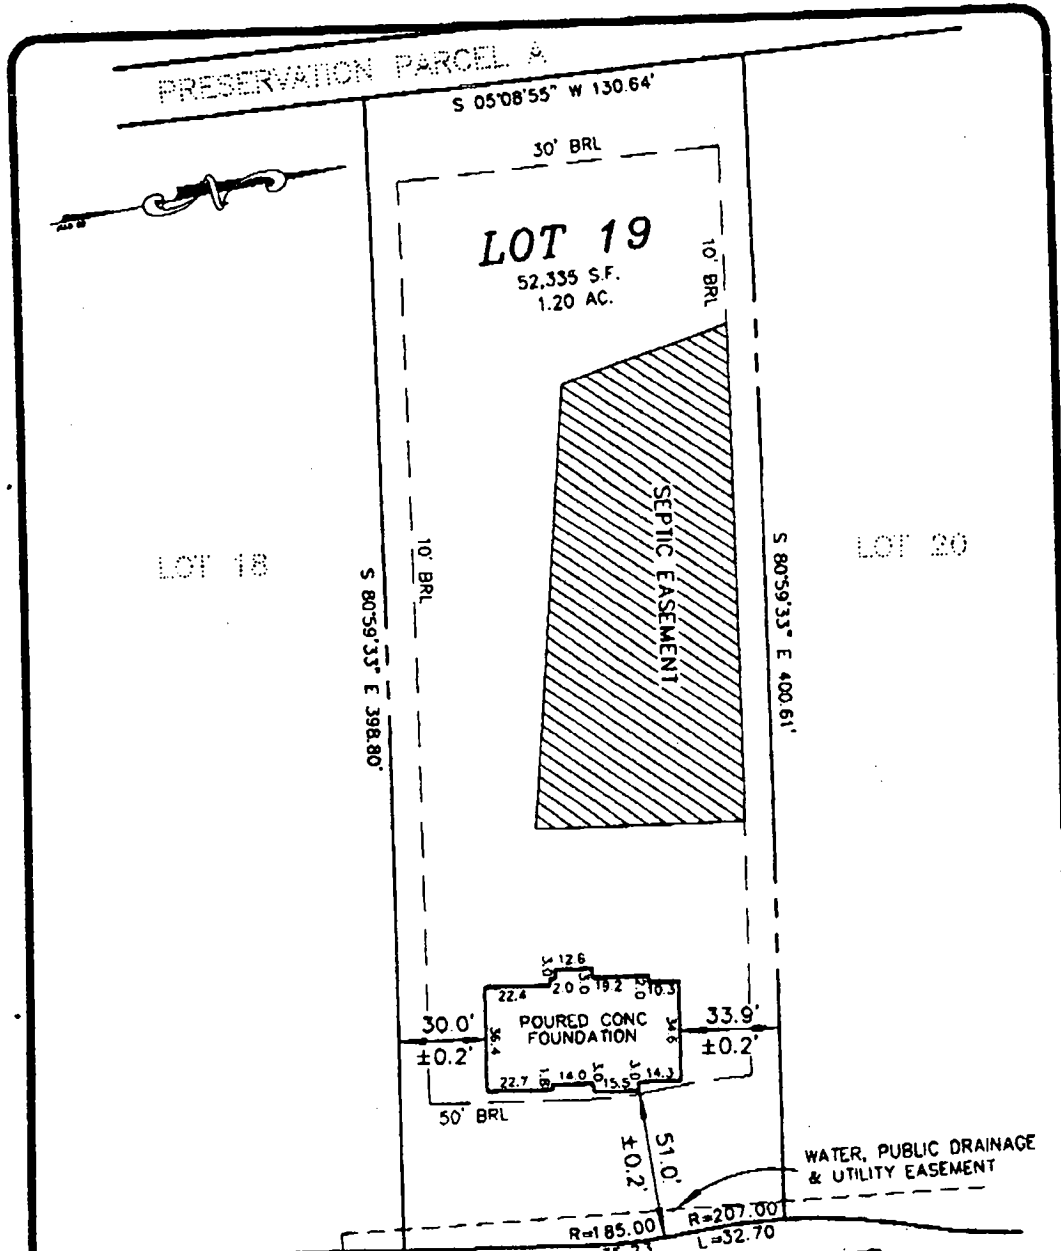 PRESERVATION PARCEL A
S 05°08'55" W 130.64'
30' BRL
LOT 19
52,335 S.F.
1.20 AC.
10' BRL
SEPTIC EASEMENT
LOT 18
10' BRL
S 80°59'33" E 398.80'
S 80°59'33" E 400.61'
LOT 20
3.0 12.6
22.4 2.0 3.0 19.2 2.0 10.3
POURED CONC
FOUNDATION
36.4
34.6
30.0'
±0.2'
33.9'
±0.2'
22.7 1.8 14.0 3.0 15.5 3.0 14.3
50' BRL
51.0'
±0.2'
WATER, PUBLIC DRAINAGE
& UTILITY EASEMENT
R=185.00
R=207.00
L=32.70